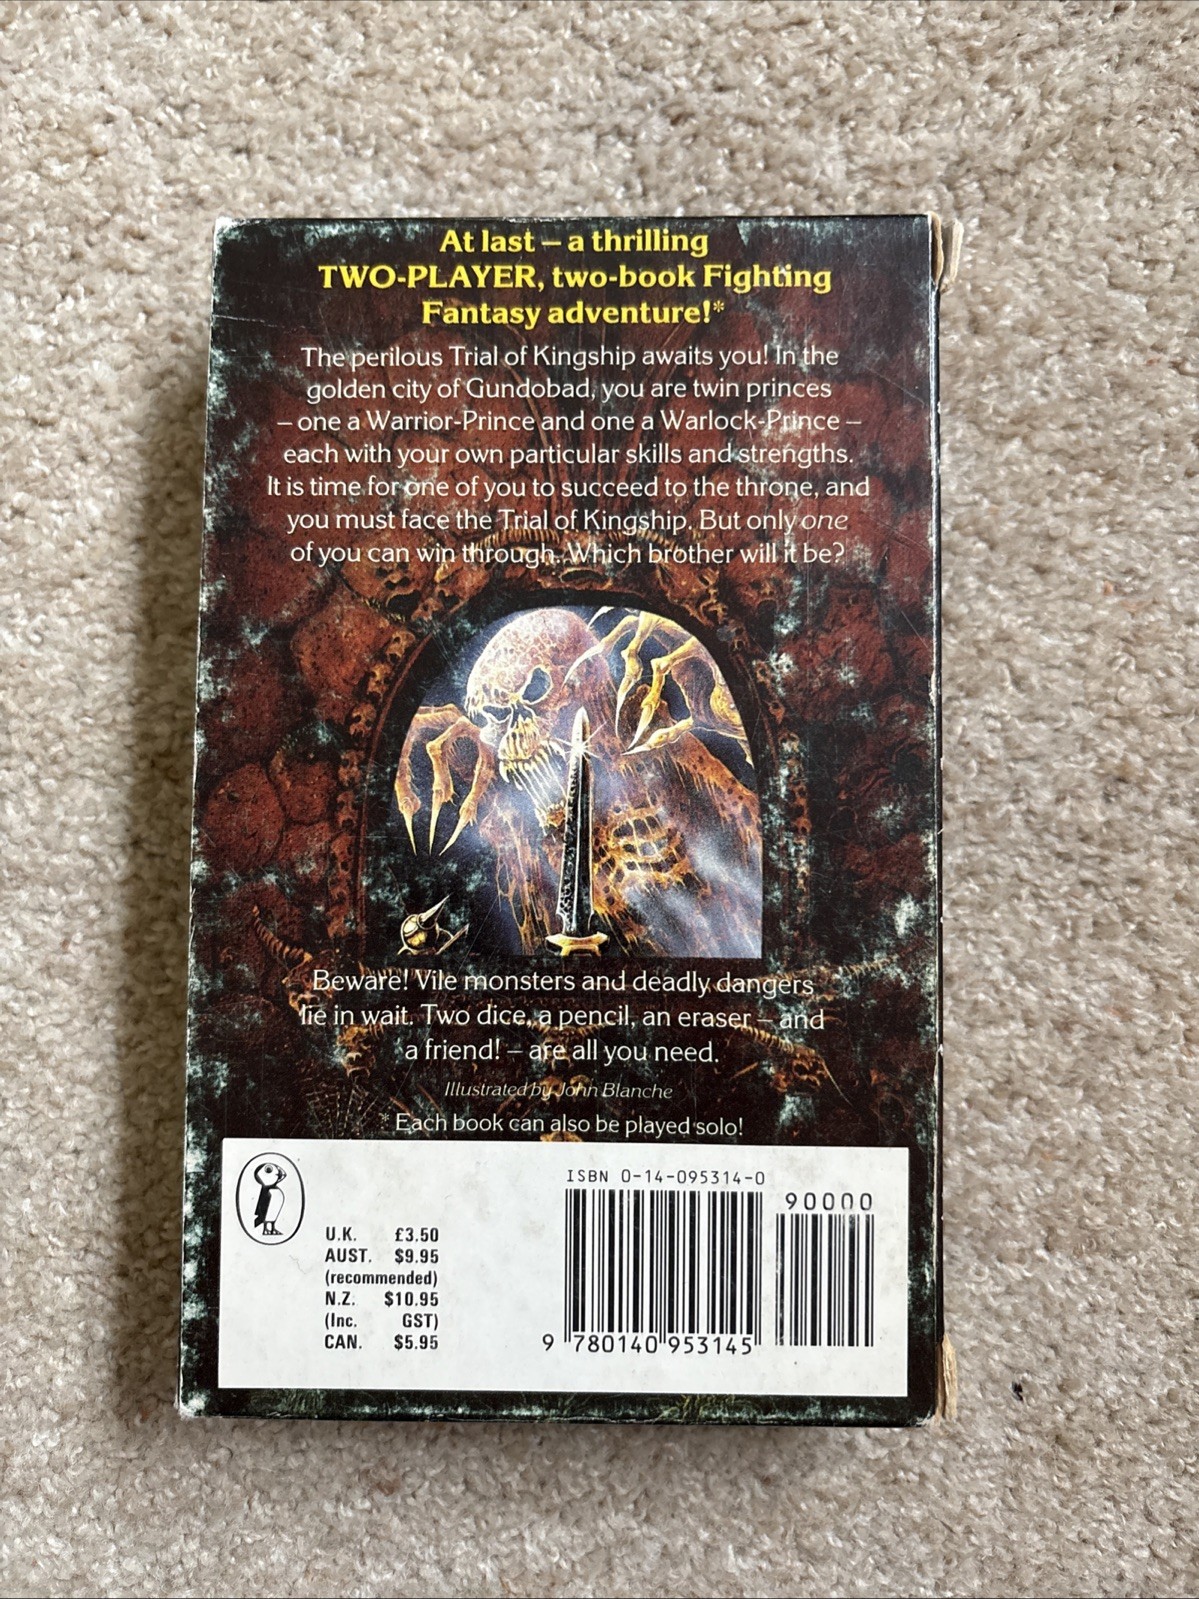 At last – a thrilling
TWO-PLAYER, two-book Fighting
Fantasy adventure!*
The perilous Trial of Kingship awaits you! In the
golden city of Gundobad, you are twin princes
– one a Warrior-Prince and one a Warlock-Prince –
each with your own particular skills and strengths.
It is time for one of you to succeed to the throne, and
you must face the Trial of Kingship. But only one
of you can win through. Which brother will it be?
Beware! Vile monsters and deadly dangers
lie in wait. Two dice, a pencil, an eraser – and
a friend! – are all you need.
Illustrated by John Blanche
* Each book can also be played solo!
ISBN 0-14-095314-0
90000
U.K. £3.50
AUST. $9.95
(recommended)
N.Z. $10.95
(Inc. GST)
CAN. $5.95
9 780140 953145